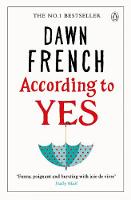 THE NO.1 BESTSELLER
DAWN
FRENCH
According to
YES
'Funny, poignant and bursting with joie de vivre'
Daily Mail